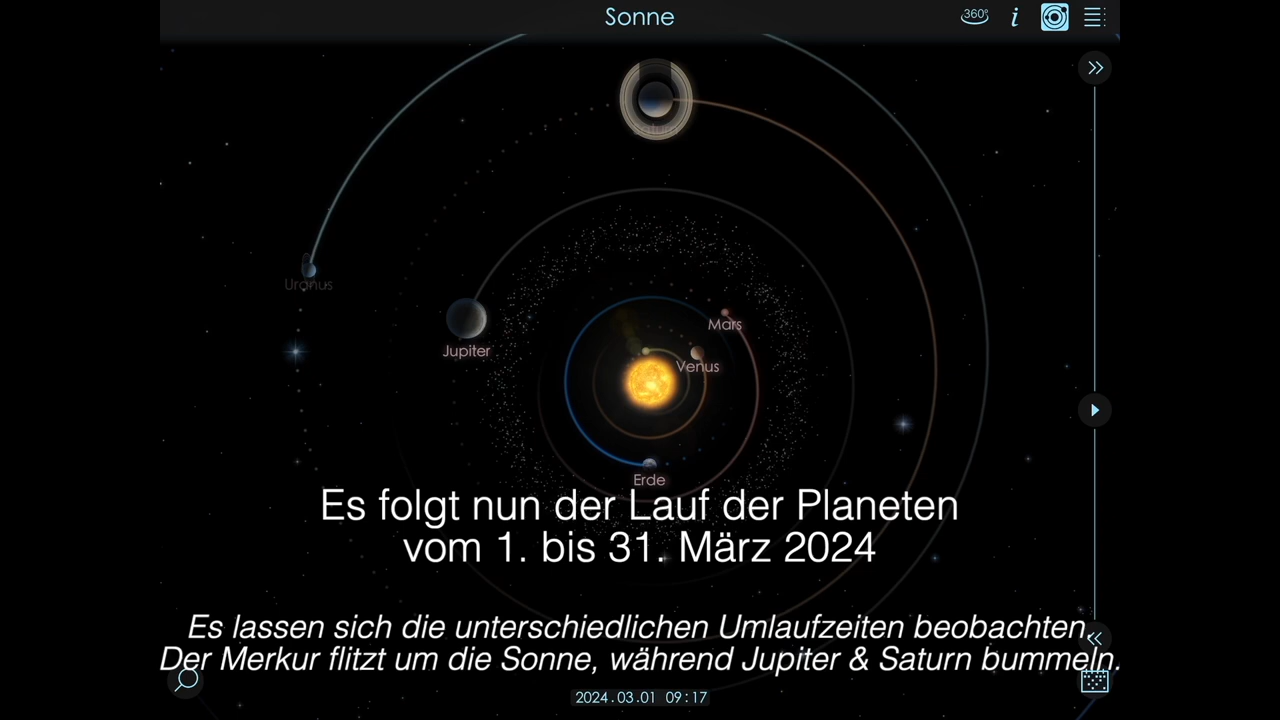 Sonne
360°
i
Saturn
Uranus
Mars
Jupiter
Venus
Erde
Es folgt nun der Lauf der Planeten
vom 1. bis 31. März 2024
Es lassen sich die unterschiedlichen Umlaufzeiten beobachten.
Der Merkur flitzt um die Sonne, während Jupiter & Saturn bummeln.
2024.03.01 09:17